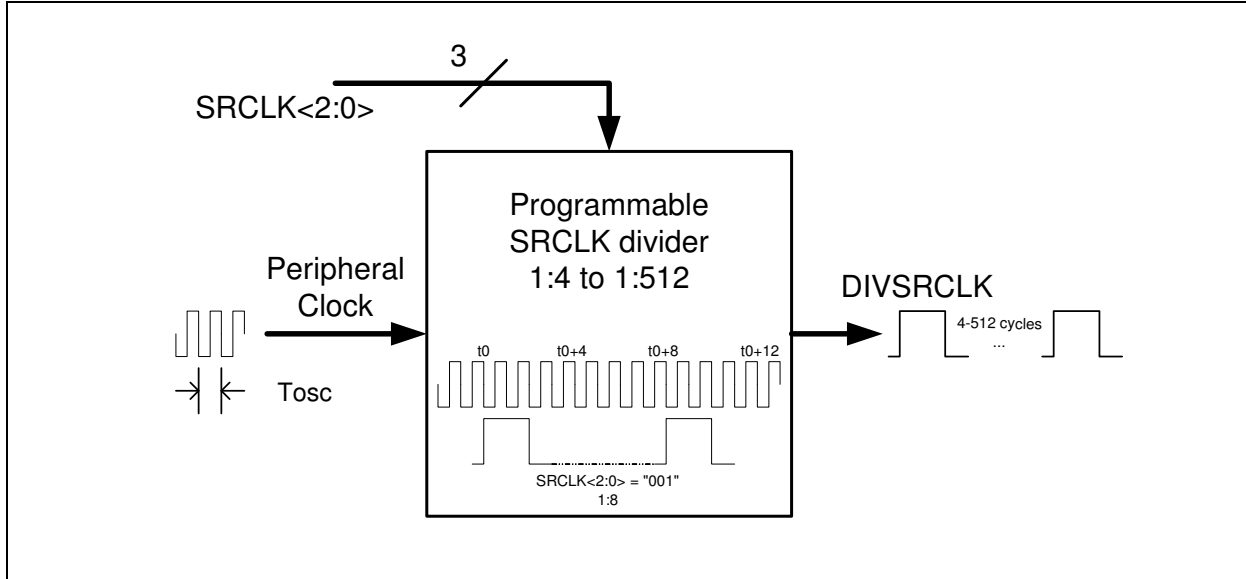 3
SRCLK<2:0>
Programmable
SRCLK divider
1:4 to 1:512
Peripheral
Clock
DIVSRCLK
4-512 cycles
...
t0 t0+4 t0+8 t0+12
Tosc
SRCLK<2:0> = "001"
1:8